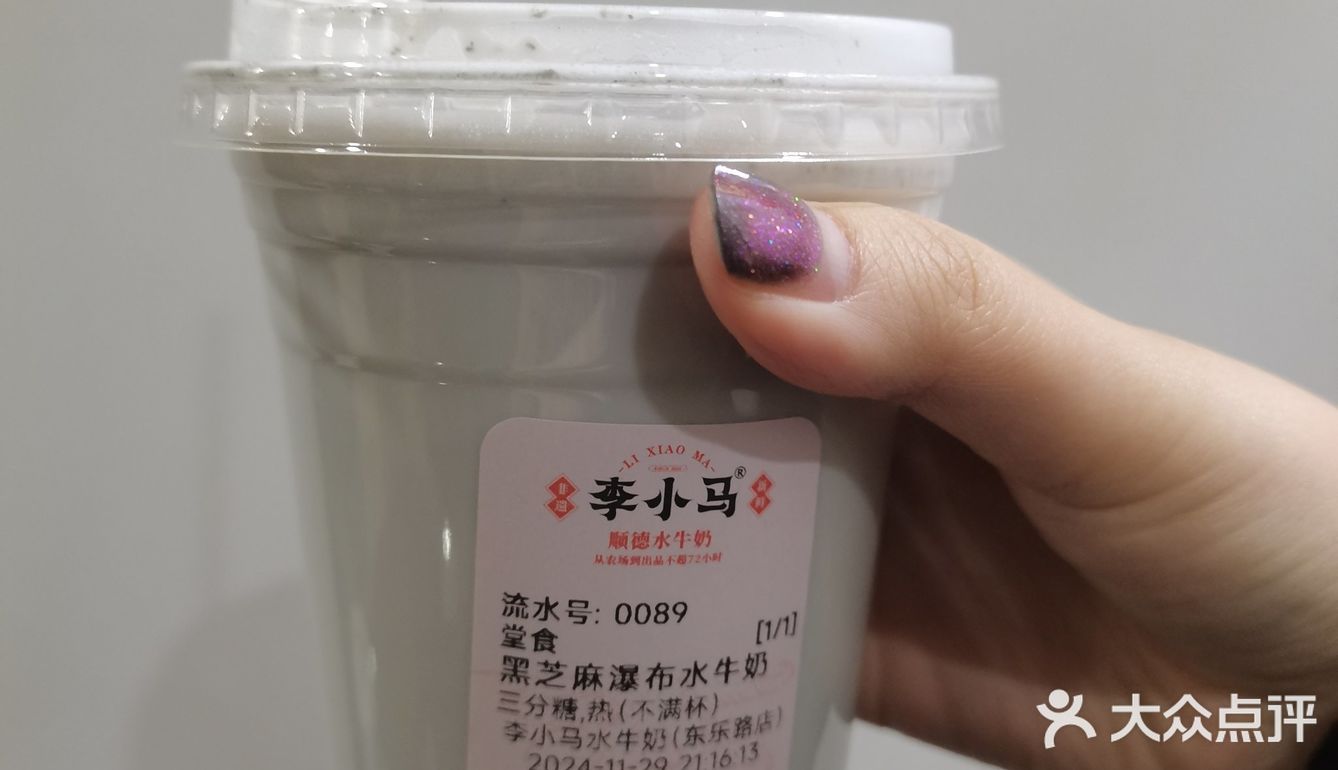 LI XIAO MA
非遗
李小马®
顺德水牛奶
从农场到出品不超72小时
流水号: 0089
堂食
[1/1]
黑芝麻瀑布水牛奶
三分糖,热(不满杯)
李小马水牛奶(东乐路店)
2024-11-29 21:16:13
大众点评